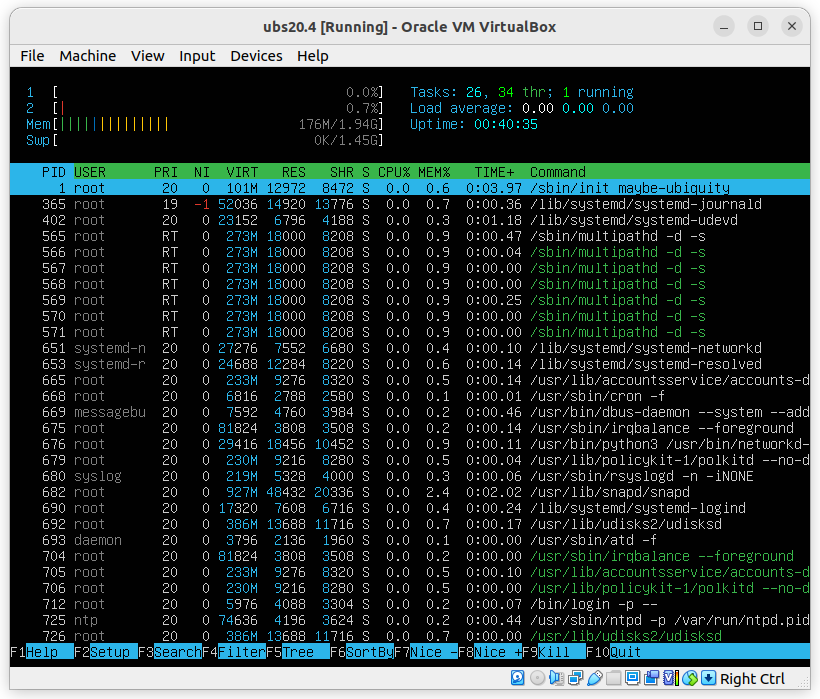 ubs20.4 [Running] - Oracle VM VirtualBox
File Machine View Input Devices Help
1 [ 0.0%] Tasks: 26, 34 thr; 1 running
2 [| 0.7%] Load average: 0.00 0.00 0.00
Mem[|||||||||||||| 176M/1.94G] Uptime: 00:40:35
Swp[ 0K/1.45G]
PID USER PRI NI VIRT RES SHR S CPU% MEM% TIME+ Command
1 root 20 0 101M 12972 8472 S 0.0 0.6 0:03.97 /sbin/init maybe-ubiquity
365 root 19 -1 52036 14920 13776 S 0.0 0.7 0:00.36 /lib/systemd/systemd-journald
402 root 20 0 23152 6796 4188 S 0.0 0.3 0:01.18 /lib/systemd/systemd-udevd
565 root RT 0 273M 18000 8208 S 0.0 0.9 0:00.47 /sbin/multipathd -d -s
566 root RT 0 273M 18000 8208 S 0.0 0.9 0:00.04 /sbin/multipathd -d -s
567 root RT 0 273M 18000 8208 S 0.0 0.9 0:00.00 /sbin/multipathd -d -s
568 root RT 0 273M 18000 8208 S 0.0 0.9 0:00.00 /sbin/multipathd -d -s
569 root RT 0 273M 18000 8208 S 0.0 0.9 0:00.25 /sbin/multipathd -d -s
570 root RT 0 273M 18000 8208 S 0.0 0.9 0:00.00 /sbin/multipathd -d -s
571 root RT 0 273M 18000 8208 S 0.0 0.9 0:00.00 /sbin/multipathd -d -s
651 systemd-n 20 0 27276 7552 6680 S 0.0 0.4 0:00.10 /lib/systemd/systemd-networkd
653 systemd-r 20 0 24688 12284 8220 S 0.0 0.6 0:00.14 /lib/systemd/systemd-resolved
665 root 20 0 233M 9276 8320 S 0.0 0.5 0:00.14 /usr/lib/accountsservice/accounts-d
668 root 20 0 6816 2788 2580 S 0.0 0.1 0:00.01 /usr/sbin/cron -f
669 messagebu 20 0 7592 4760 3984 S 0.0 0.2 0:00.46 /usr/bin/dbus-daemon --system --add
675 root 20 0 81824 3808 3508 S 0.0 0.2 0:00.14 /usr/sbin/irqbalance --foreground
676 root 20 0 29416 18456 10452 S 0.0 0.9 0:00.11 /usr/bin/python3 /usr/bin/networkd-
679 root 20 0 230M 9216 8280 S 0.0 0.5 0:00.04 /usr/lib/policykit-1/polkitd --no-d
680 syslog 20 0 219M 5328 4000 S 0.0 0.3 0:00.06 /usr/sbin/rsyslogd -n -iNONE
682 root 20 0 927M 48432 20336 S 0.0 2.4 0:02.02 /usr/lib/snapd/snapd
690 root 20 0 17320 7608 6716 S 0.0 0.4 0:00.24 /lib/systemd/systemd-logind
692 root 20 0 386M 13688 11716 S 0.0 0.7 0:00.17 /usr/lib/udisks2/udisksd
693 daemon 20 0 3796 2136 1960 S 0.0 0.1 0:00.00 /usr/sbin/atd -f
704 root 20 0 81824 3808 3508 S 0.0 0.2 0:00.00 /usr/sbin/irqbalance --foreground
705 root 20 0 233M 9276 8320 S 0.0 0.5 0:00.10 /usr/lib/accountsservice/accounts-d
706 root 20 0 230M 9216 8280 S 0.0 0.5 0:00.00 /usr/lib/policykit-1/polkitd --no-d
712 root 20 0 5976 4088 3304 S 0.0 0.2 0:00.07 /bin/login -p --
725 ntp 20 0 74636 4196 3624 S 0.0 0.2 0:00.44 /usr/sbin/ntpd -p /var/run/ntpd.pid
726 root 20 0 386M 13688 11716 S 0.0 0.7 0:00.00 /usr/lib/udisks2/udisksd
F1Help F2Setup F3SearchF4FilterF5Tree F6SortByF7Nice -F8Nice +F9Kill F10Quit
Right Ctrl